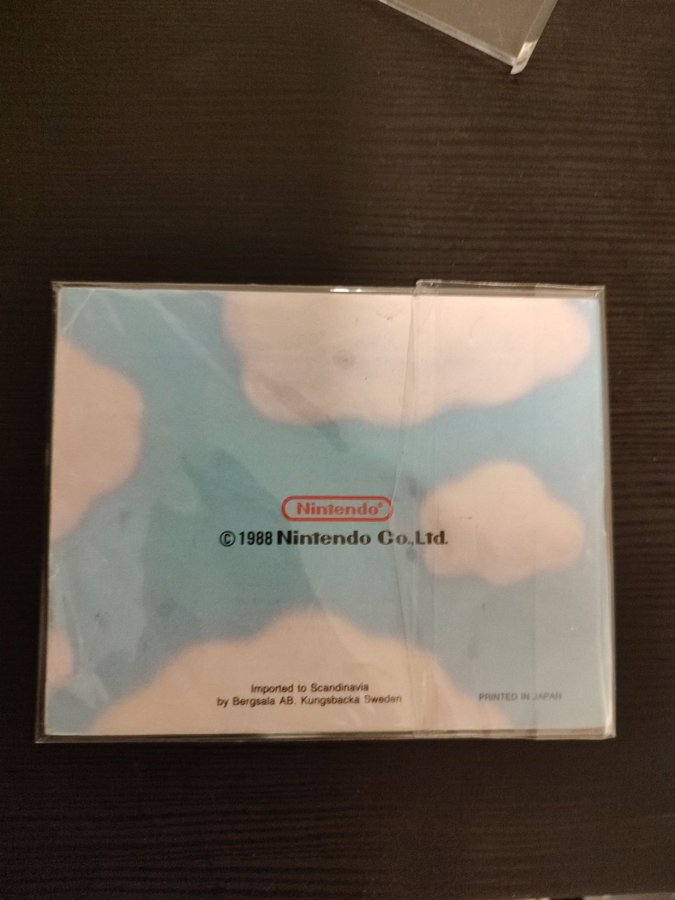 Nintendo®
© 1988 Nintendo Co.,Ltd.
Imported to Scandinavia
by Bergsala AB. Kungsbacka Sweden
PRINTED IN JAPAN